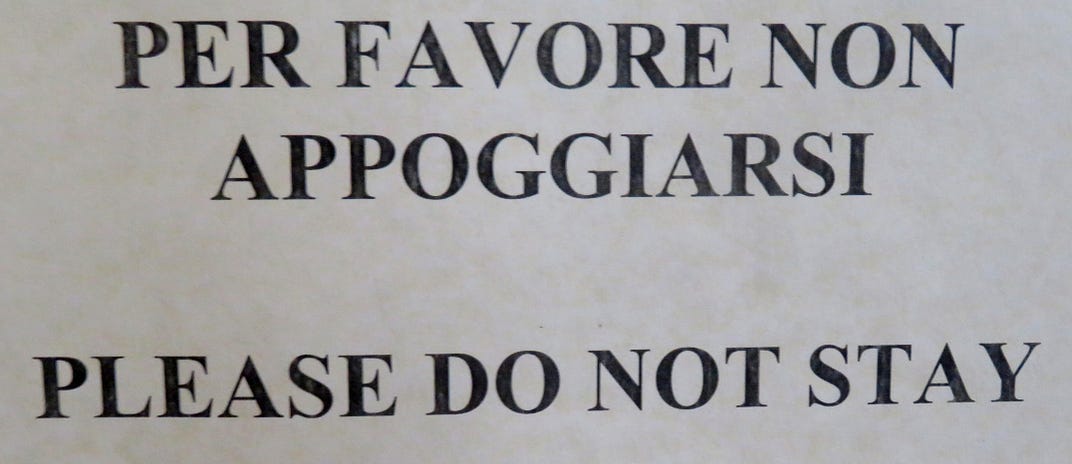 PER FAVORE NON
APPOGGIARSI
PLEASE DO NOT STAY